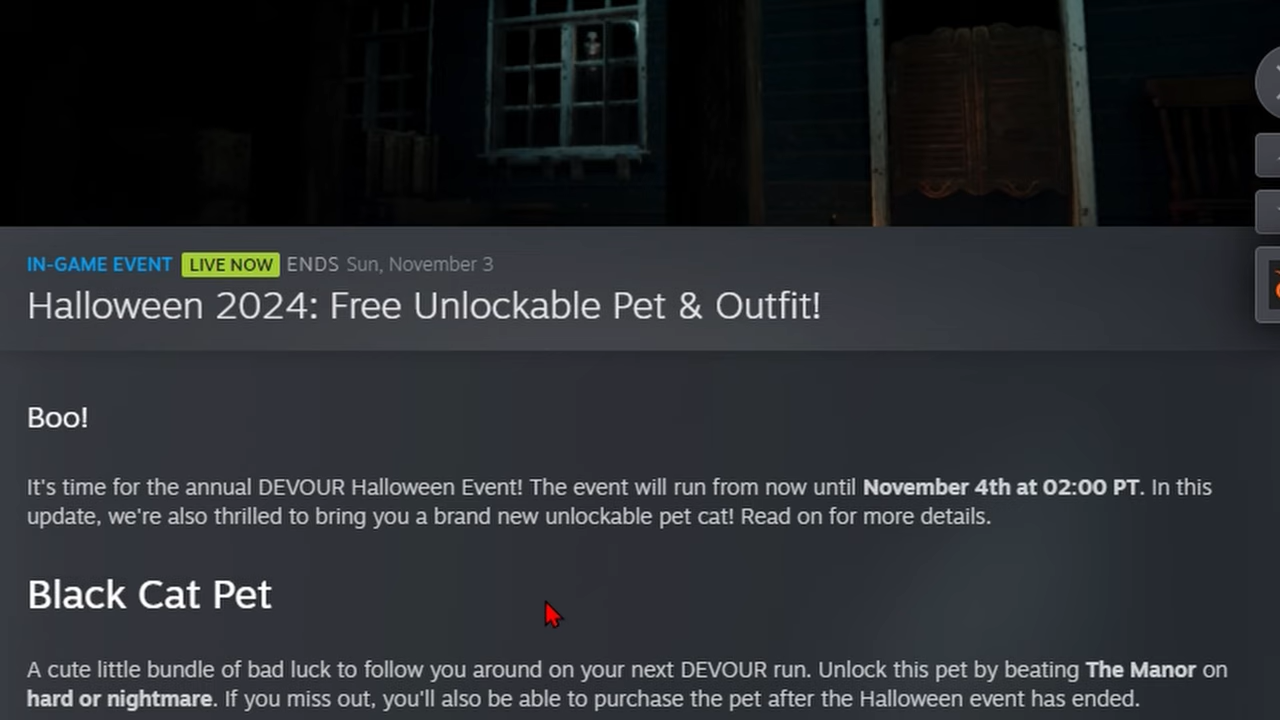 IN-GAME EVENT LIVE NOW ENDS Sun, November 3
Halloween 2024: Free Unlockable Pet & Outfit!
Boo!
It's time for the annual DEVOUR Halloween Event! The event will run from now until November 4th at 02:00 PT. In this
update, we're also thrilled to bring you a brand new unlockable pet cat! Read on for more details.
Black Cat Pet
A cute little bundle of bad luck to follow you around on your next DEVOUR run. Unlock this pet by beating The Manor on
hard or nightmare. If you miss out, you'll also be able to purchase the pet after the Halloween event has ended.